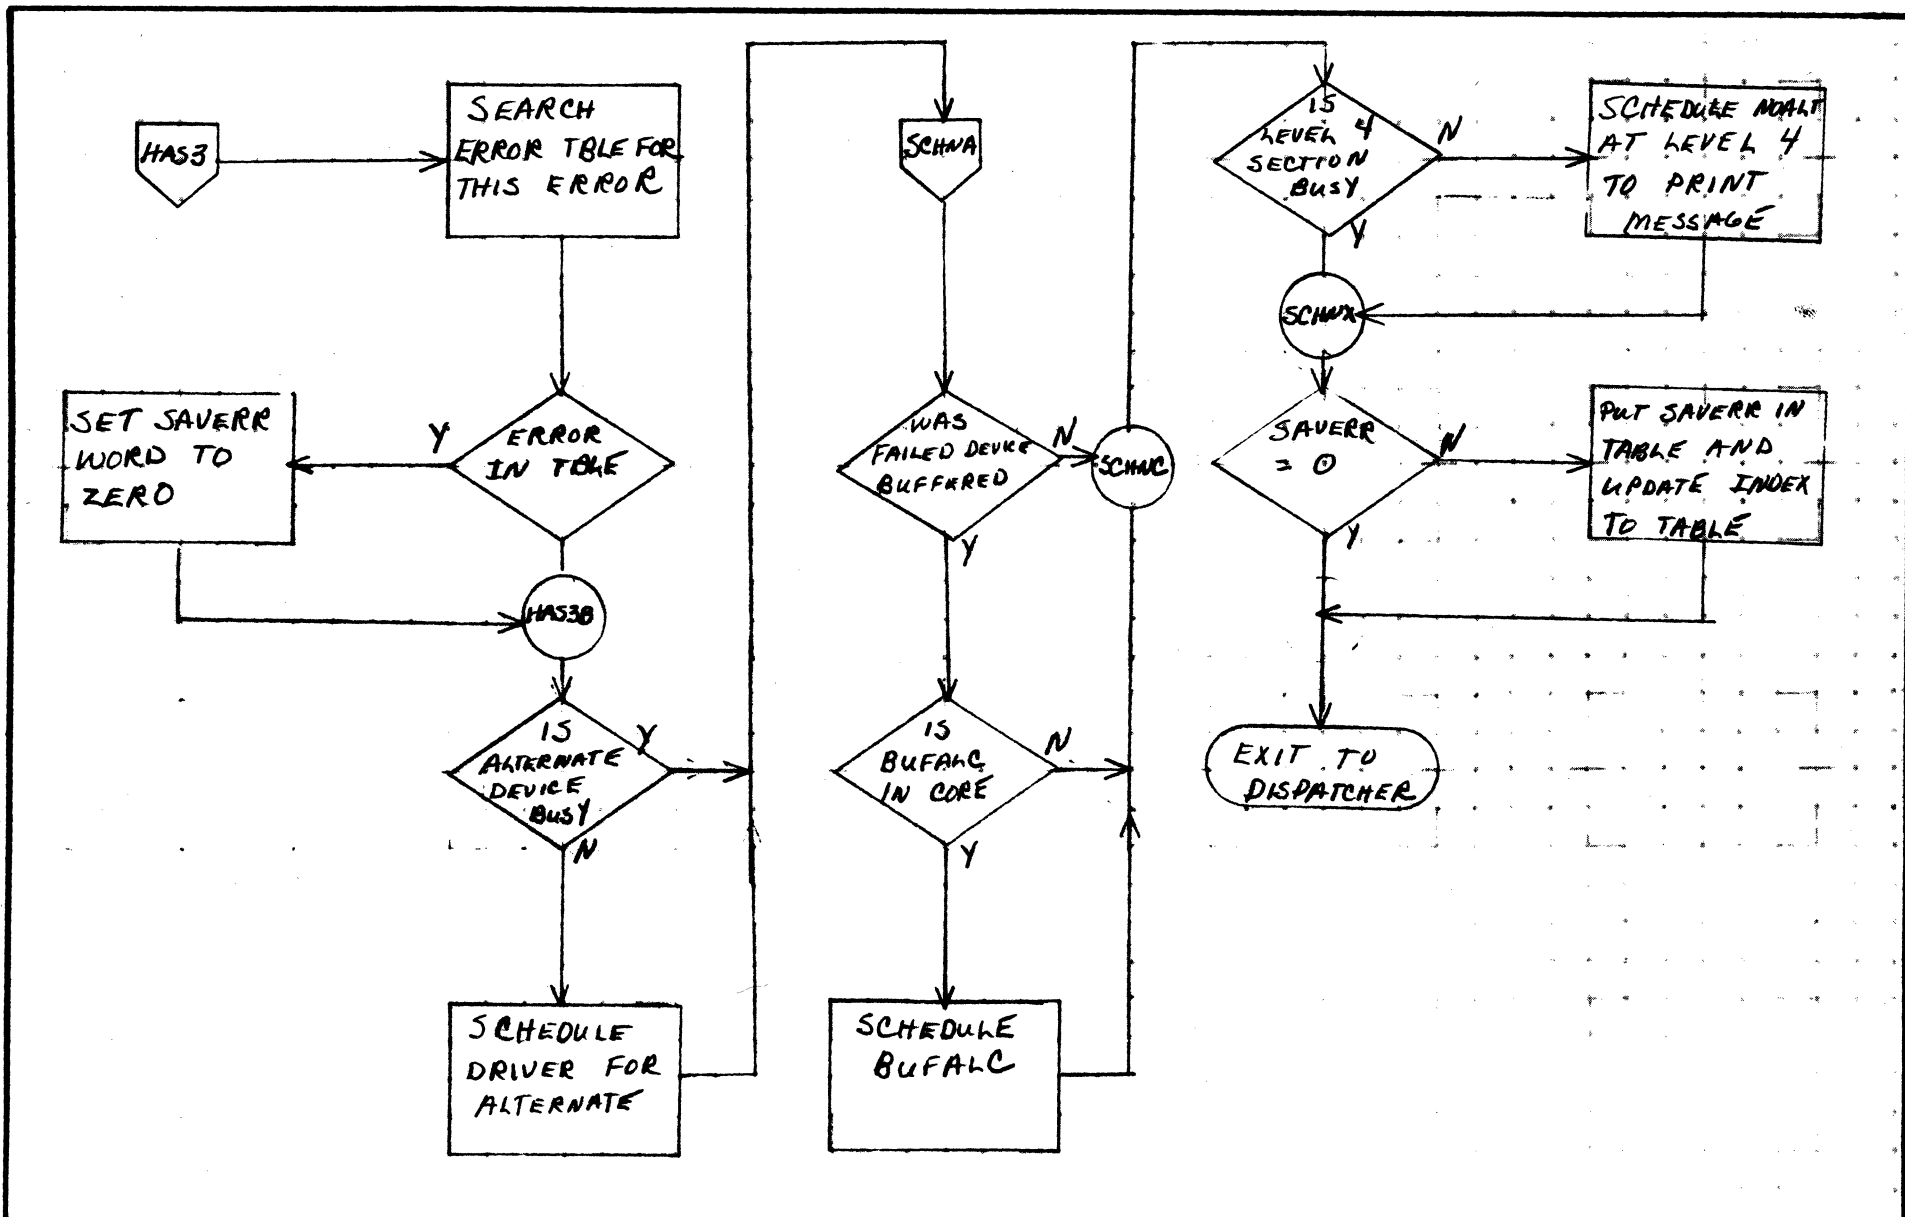 HAS3
SEARCH
ERROR TBLE FOR
THIS ERROR
SET SAVERR
WORD TO
ZERO
Y
ERROR
IN TBLE
HAS3B
IS
ALTERNATE
DEVICE
BUSY
Y
N
SCHEDULE
DRIVER FOR
ALTERNATE
SCHNA
WAS
FAILED DEVICE
BUFFERED
N
Y
SCHNC
IS
BUFALC
IN CORE
N
Y
SCHEDULE
BUFALC
IS
LEVEL 4
SECTION
BUSY
N
Y
SCHEDULE NOALT
AT LEVEL 4
TO PRINT
MESSAGE
SCHNX
SAVERR
= 0
N
Y
PUT SAVERR IN
TABLE AND
UPDATE INDEX
TO TABLE
EXIT TO
DISPATCHER